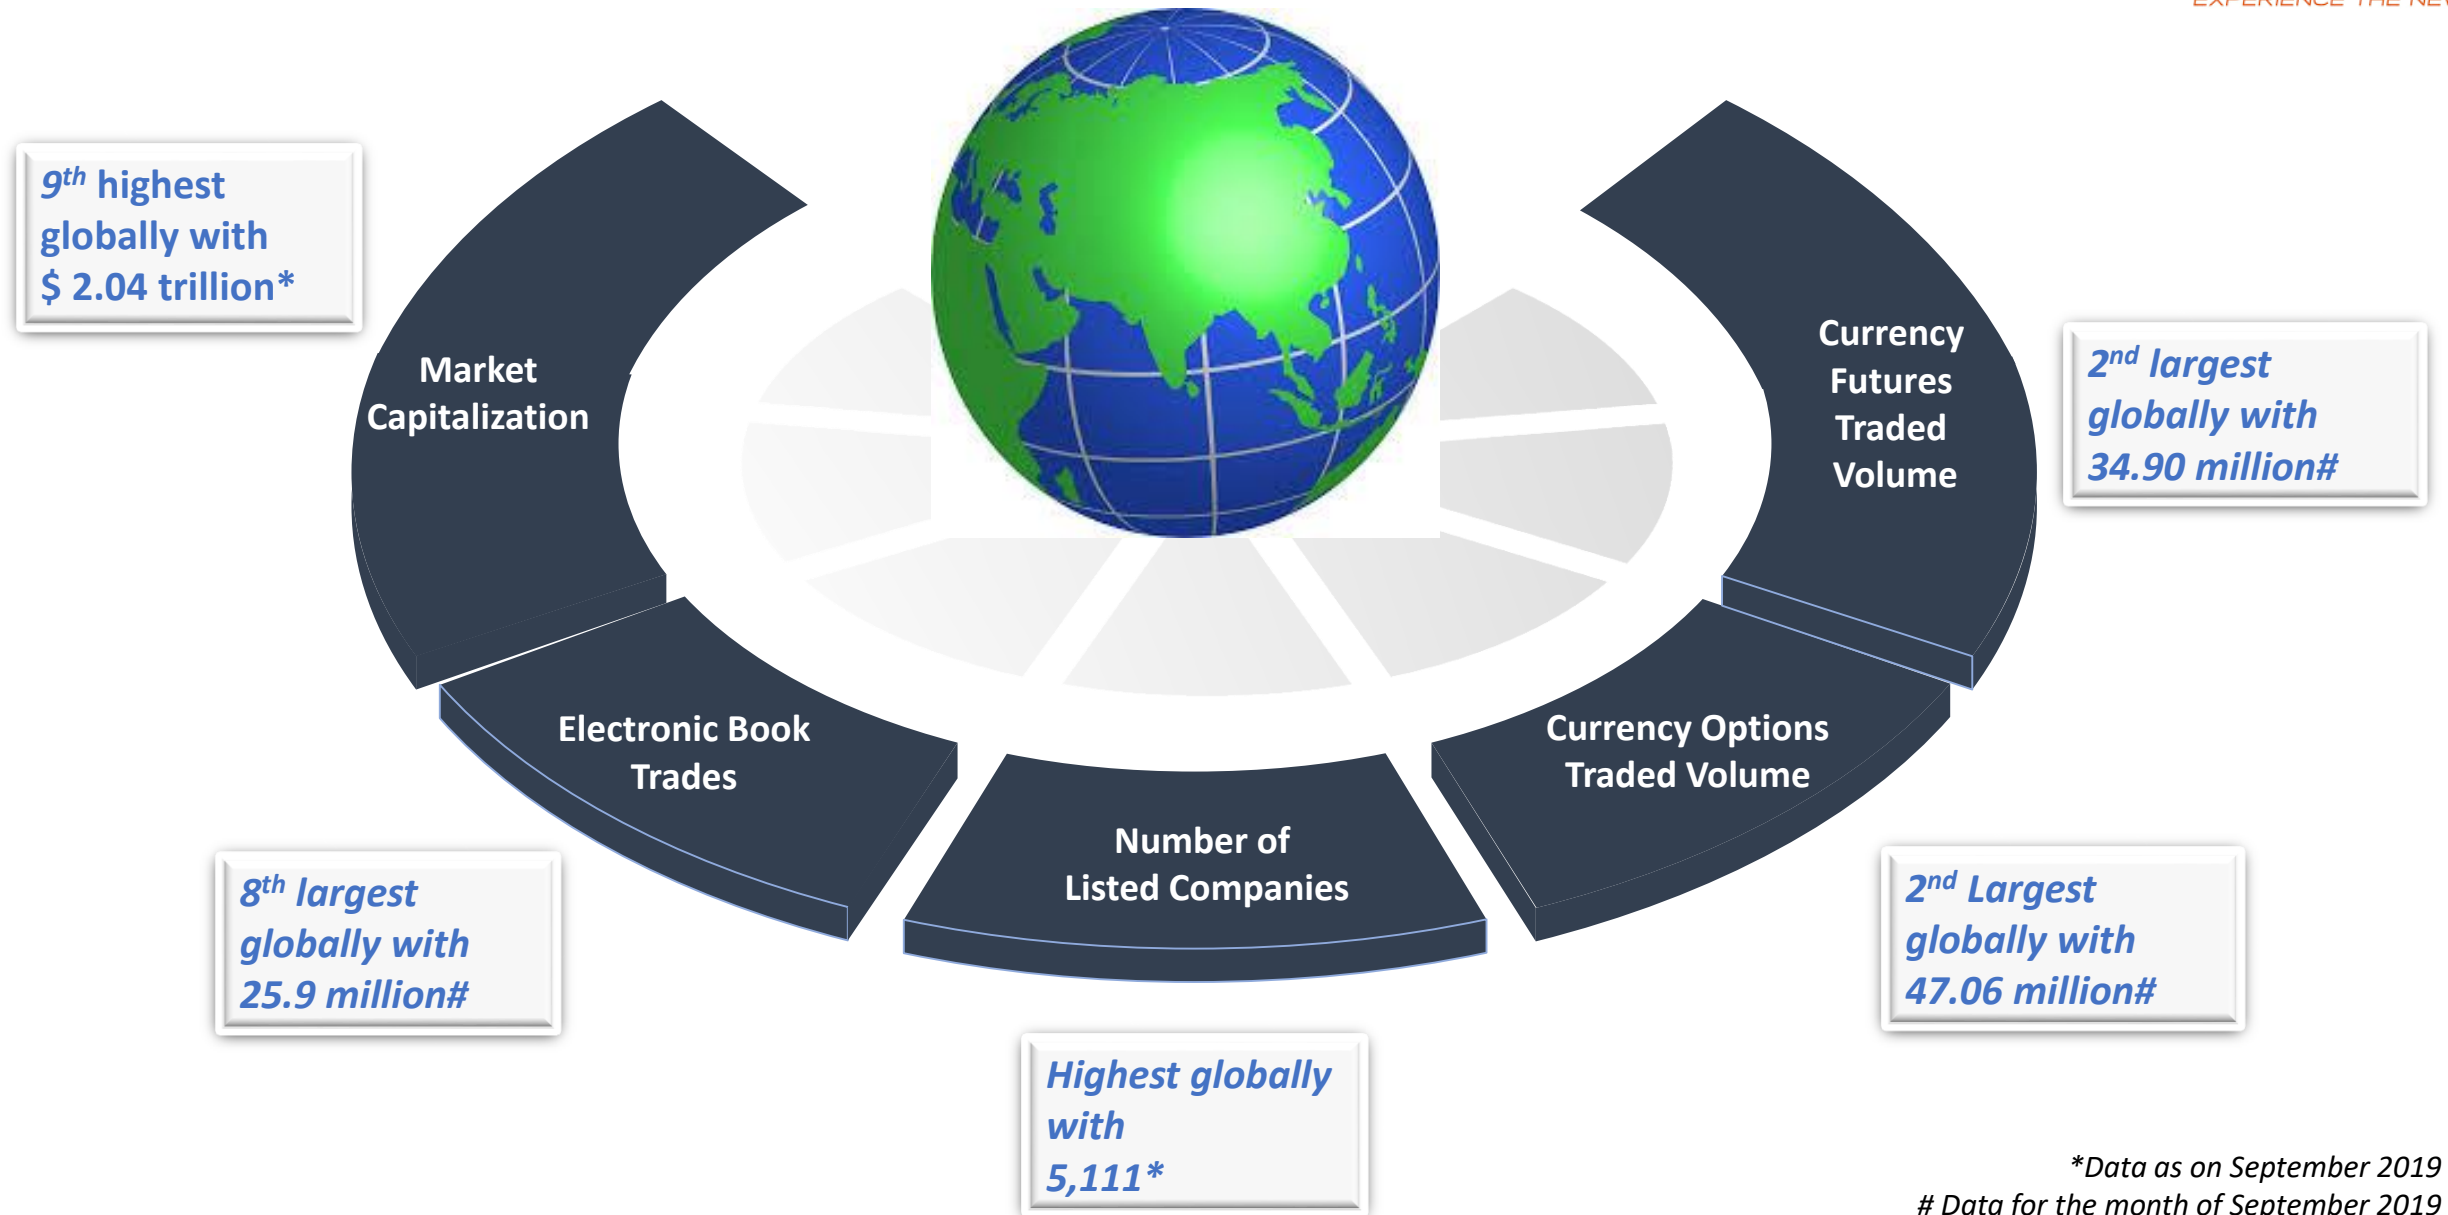 EXPERIENCE THE NEW
9th highest
globally with
$ 2.04 trillion*
Market
Capitalization
Currency
Futures
Traded
Volume
2nd largest
globally with
34.90 million#
Electronic Book
Trades
Currency Options
Traded Volume
Number of
Listed Companies
8th largest
globally with
25.9 million#
2nd Largest
globally with
47.06 million#
Highest globally
with
5,111*
*Data as on September 2019
# Data for the month of September 2019